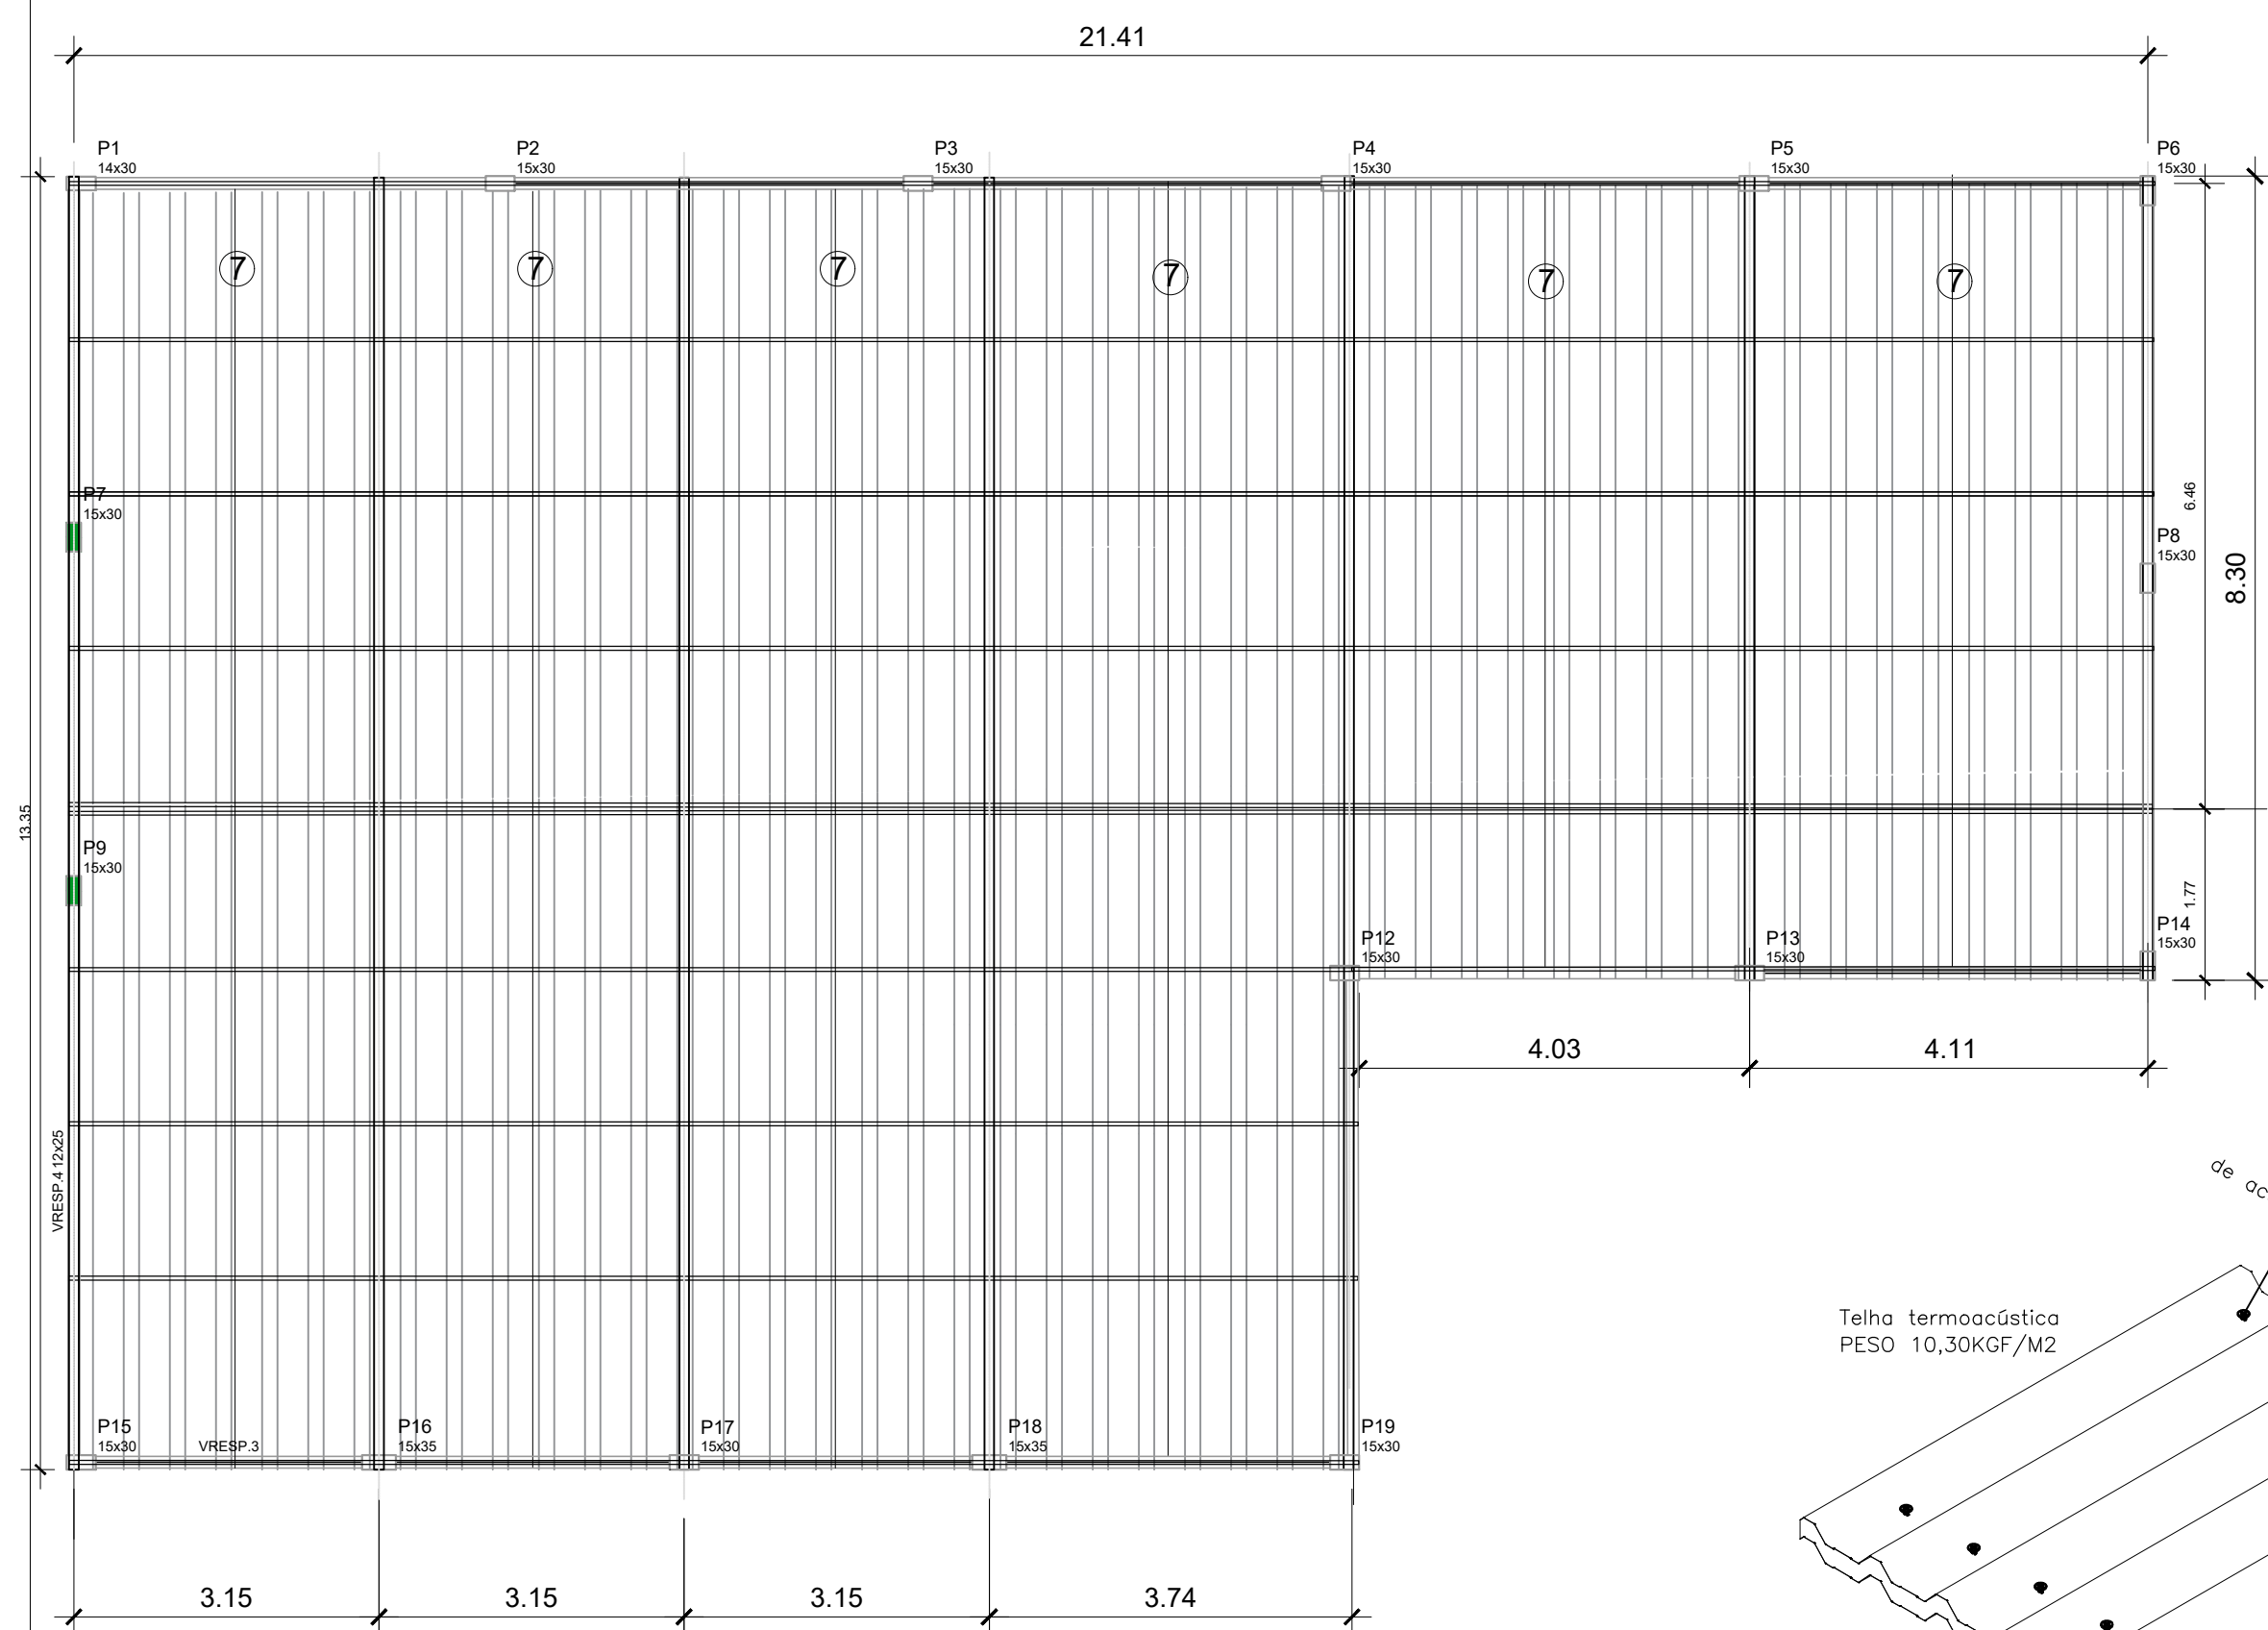 21.41
P1
14x30
P2
15x30
P3
15x30
P4
15x30
P5
15x30
P6
15x30
7
7
7
7
7
7
P7
15x30
6.46
P8
15x30
8.30
13.35
P9
15x30
1.77
P12
15x30
P13
15x30
P14
15x30
4.03
4.11
VRESP.4 12x25
de ac
Telha termoacústica
PESO 10,30KGF/M2
P15
15x30
VRESP.3
P16
15x35
P17
15x30
P18
15x35
P19
15x30
3.15
3.15
3.15
3.74